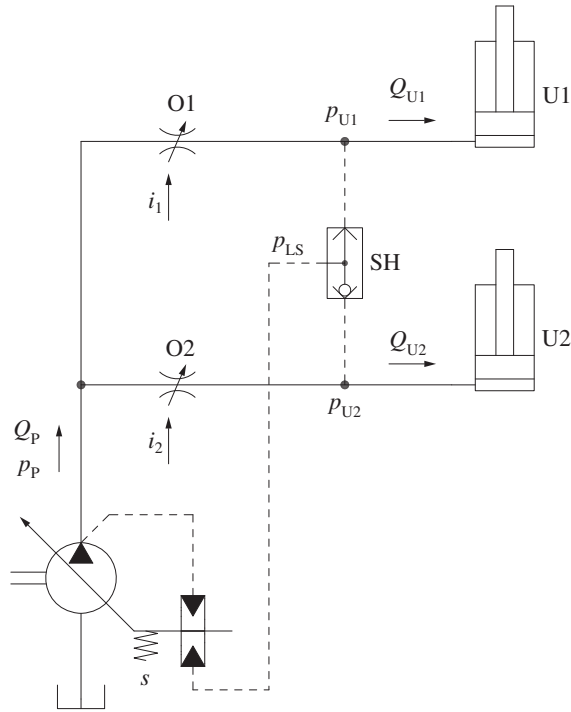 Q_U1
U1
O1
p_U1
i_1
p_LS
SH
O2
Q_U2
U2
p_U2
Q_P
p_P
i_2
s